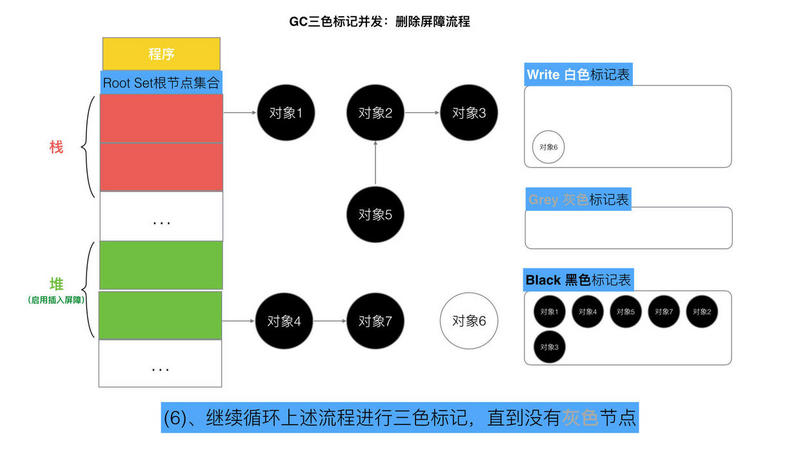 GC三色标记并发：删除屏障流程
程序
Root Set根节点集合
栈
...
堆
(启用插入屏障)
...
对象1
对象2
对象3
对象5
对象4
对象7
对象6
Write 白色标记表
对象6
Grey 灰色标记表
Black 黑色标记表
对象1 对象4 对象5 对象7 对象2
对象3
(6)、继续循环上述流程进行三色标记，直到没有灰色节点